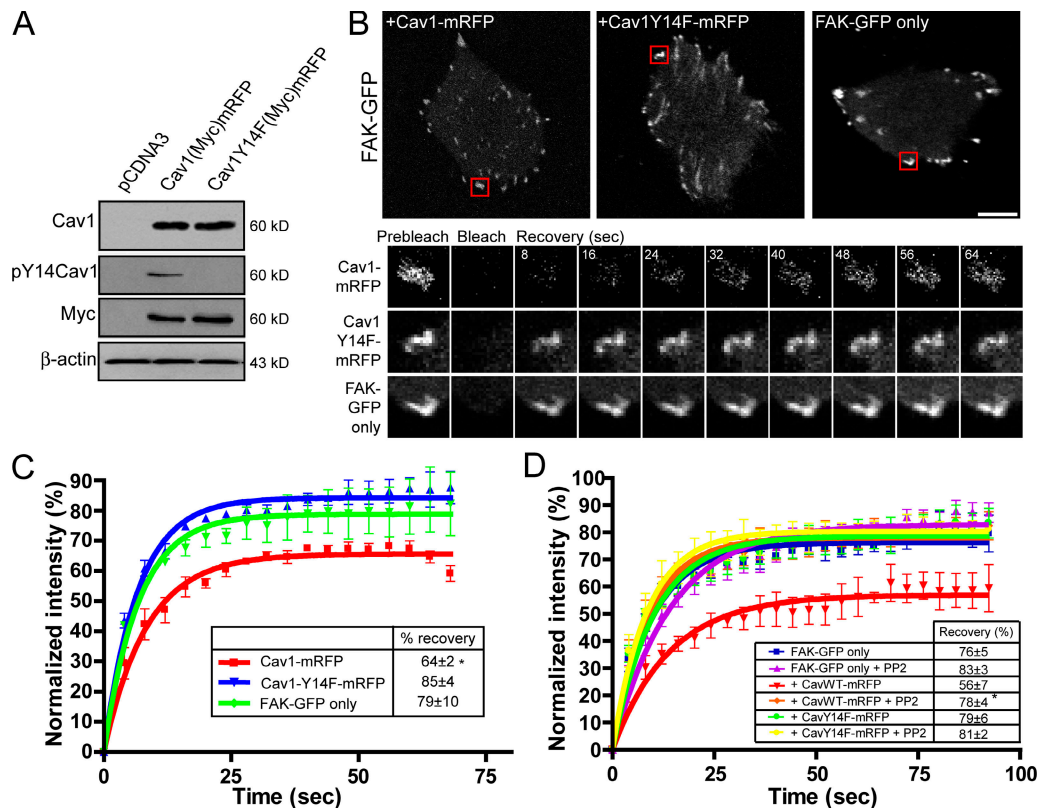 A
pCDNA3
Cav1(Myc)mRFP
Cav1Y14F(Myc)mRFP
Cav1
60 kD
pY14Cav1
60 kD
Myc
60 kD
β-actin
43 kD
B
FAK-GFP
+Cav1-mRFP
+Cav1Y14F-mRFP
FAK-GFP only
Prebleach Bleach Recovery (sec)
Cav1-
mRFP
8 16 24 32 40 48 56 64
Cav1
Y14F-
mRFP
FAK-
GFP
only
C
Normalized intensity (%)
90
80
70
60
50
40
30
20
10
0
0 25 50 75
Time (sec)
% recovery
Cav1-mRFP 64±2 *
Cav1-Y14F-mRFP 85±4
FAK-GFP only 79±10
D
Normalized intensity (%)
100
90
80
70
60
50
40
30
20
10
0
0 25 50 75 100
Time (sec)
Recovery (%)
FAK-GFP only 76±5
FAK-GFP only + PP2 83±3
+ CavWT-mRFP 56±7
+ CavWT-mRFP + PP2 78±4 *
+ CavY14F-mRFP 79±6
+ CavY14F-mRFP + PP2 81±2